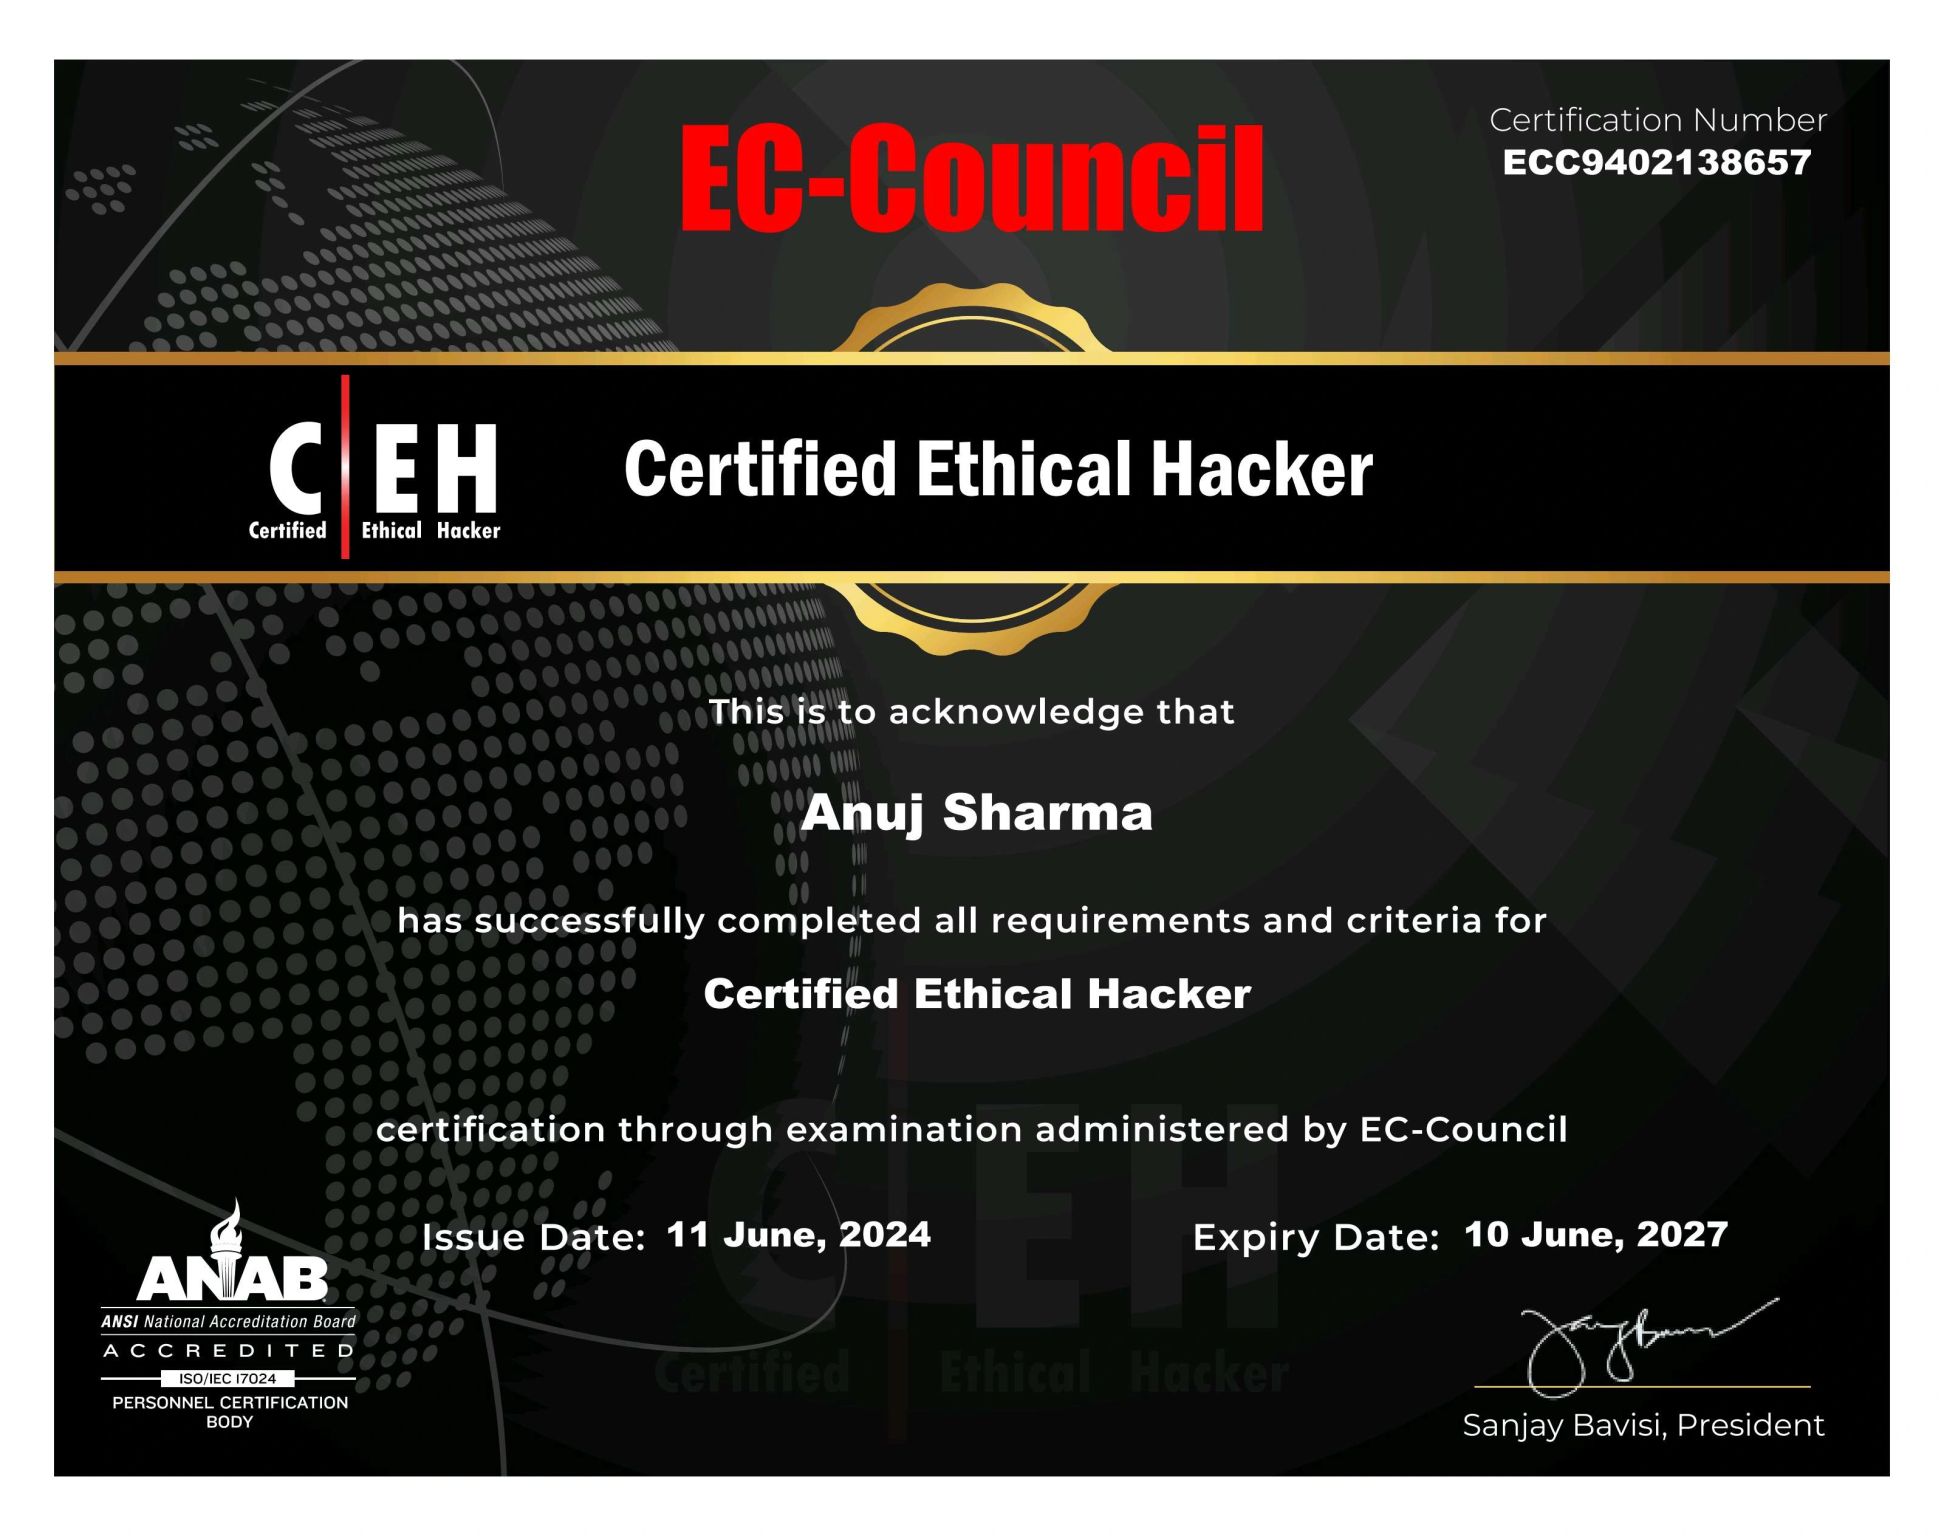 EC-Council
Certification Number
ECC9402138657
C EH
Certified Ethical Hacker
Certified Ethical Hacker
This is to acknowledge that
Anuj Sharma
has successfully completed all requirements and criteria for
Certified Ethical Hacker
certification through examination administered by EC-Council
Issue Date: 11 June, 2024
Expiry Date: 10 June, 2027
C EH
Certified Ethical Hacker
ANAB
ANSI National Accreditation Board
ACCREDITED
ISO/IEC 17024
PERSONNEL CERTIFICATION
BODY
Sanjay Bavisi, President